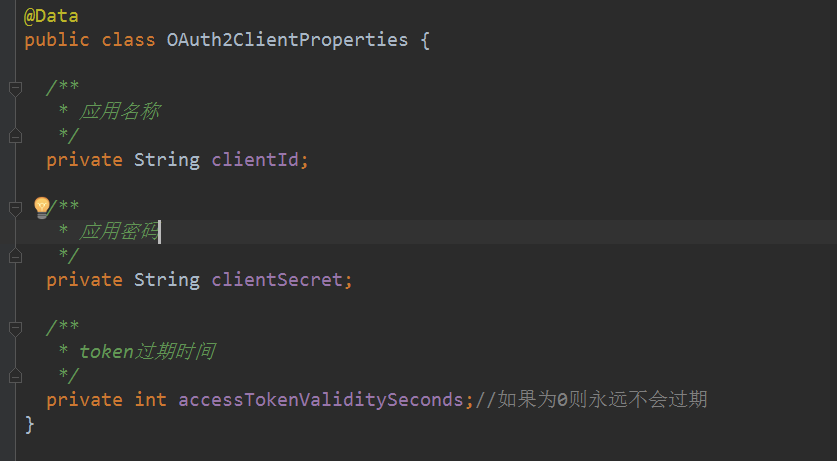 @Data
public class OAuth2ClientProperties {
/**
* 应用名称
*/
private String clientId;
/**
* 应用密码
*/
private String clientSecret;
/**
* token过期时间
*/
private int accessTokenValiditySeconds;//如果为0则永远不会过期
}